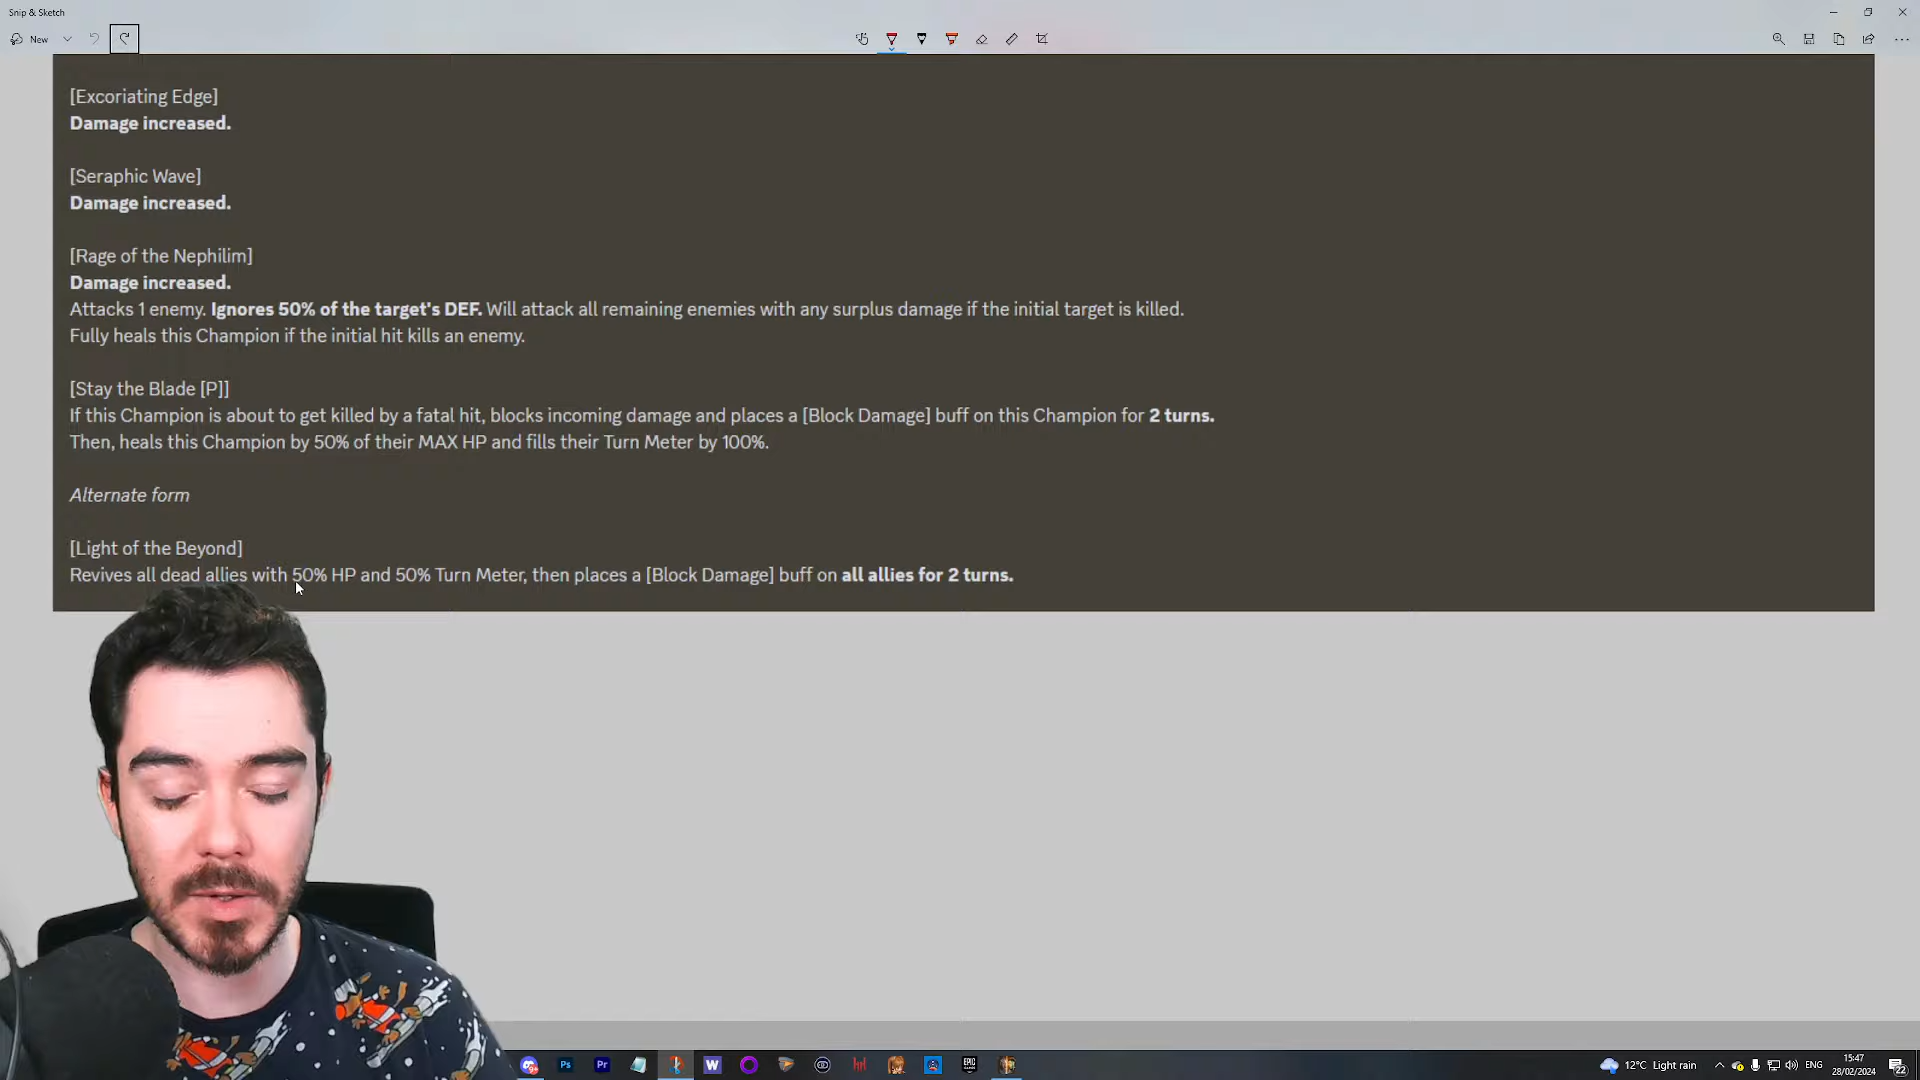 Snip & Sketch
New
[Excoriating Edge]
Damage increased.
[Seraphic Wave]
Damage increased.
[Rage of the Nephilim]
Damage increased.
Attacks 1 enemy. Ignores 50% of the target's DEF. Will attack all remaining enemies with any surplus damage if the initial target is killed.
Fully heals this Champion if the initial hit kills an enemy.
[Stay the Blade [P]]
If this Champion is about to get killed by a fatal hit, blocks incoming damage and places a [Block Damage] buff on this Champion for 2 turns.
Then, heals this Champion by 50% of their MAX HP and fills their Turn Meter by 100%.
Alternate form
[Light of the Beyond]
Revives all dead allies with 50% HP and 50% Turn Meter, then places a [Block Damage] buff on all allies for 2 turns.
Ps
Pr
W
EPIC
12°C Light rain
ENG
15:47
28/02/2024
22